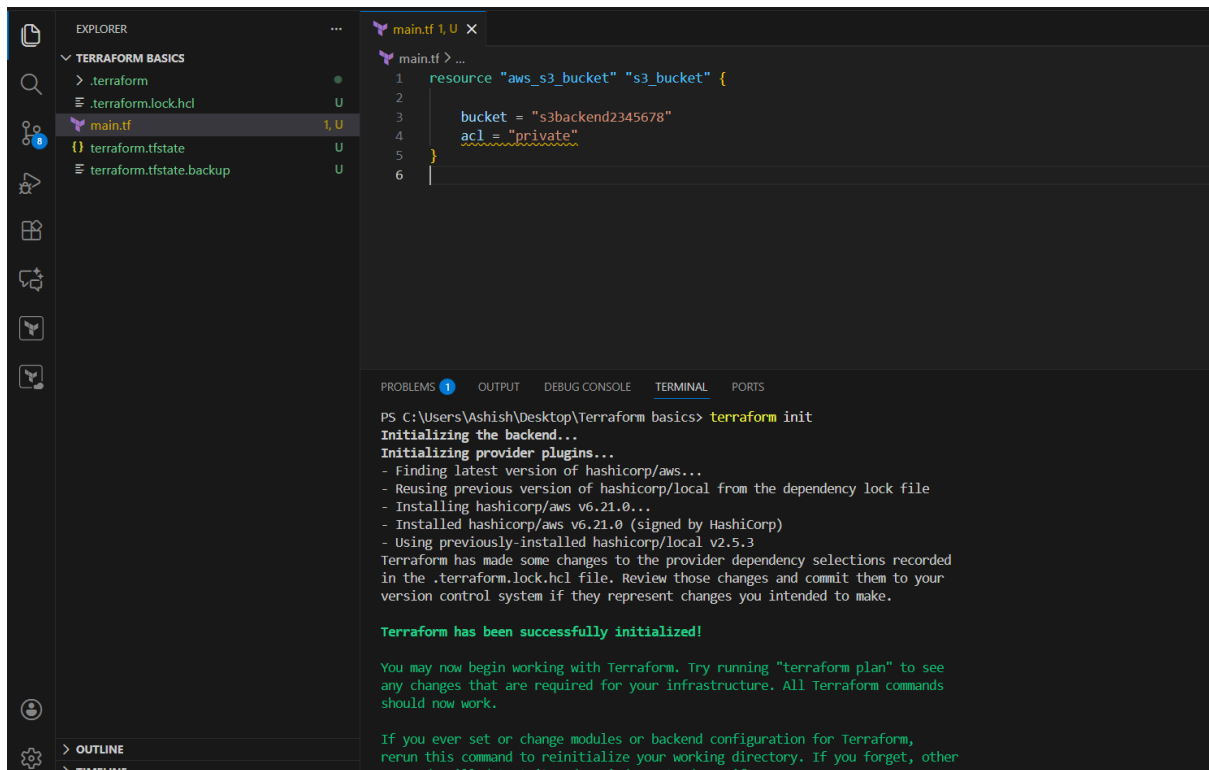 EXPLORER
...
TERRAFORM BASICS
> .terraform
.terraform.lock.hcl U
main.tf 1, U
{} terraform.tfstate U
terraform.tfstate.backup U
8
main.tf 1, U X
main.tf > ...
1 resource "aws_s3_bucket" "s3_bucket" {
2
3 bucket = "s3backend2345678"
4 acl = "private"
5 }
6
PROBLEMS 1 OUTPUT DEBUG CONSOLE TERMINAL PORTS
PS C:\Users\Ashish\Desktop\Terraform basics> terraform init
Initializing the backend...
Initializing provider plugins...
- Finding latest version of hashicorp/aws...
- Reusing previous version of hashicorp/local from the dependency lock file
- Installing hashicorp/aws v6.21.0...
- Installed hashicorp/aws v6.21.0 (signed by HashiCorp)
- Using previously-installed hashicorp/local v2.5.3
Terraform has made some changes to the provider dependency selections recorded
in the .terraform.lock.hcl file. Review those changes and commit them to your
version control system if they represent changes you intended to make.
Terraform has been successfully initialized!
You may now begin working with Terraform. Try running "terraform plan" to see
any changes that are required for your infrastructure. All Terraform commands
should now work.
If you ever set or change modules or backend configuration for Terraform,
rerun this command to reinitialize your working directory. If you forget, other
> OUTLINE
> TIMELINE